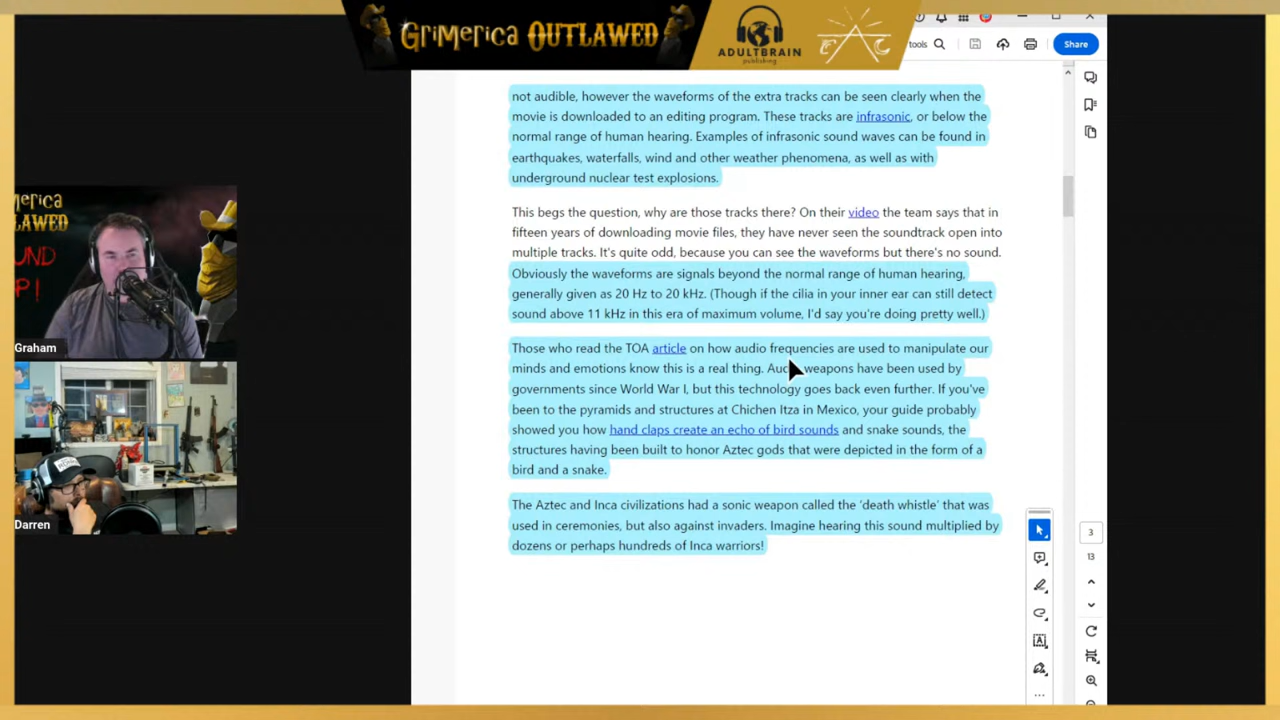 GRIMERICA OUTLAWED
ADULTBRAIN
publishing
tools
Share
not audible, however the waveforms of the extra tracks can be seen clearly when the
movie is downloaded to an editing program. These tracks are infrasonic, or below the
normal range of human hearing. Examples of infrasonic sound waves can be found in
earthquakes, waterfalls, wind and other weather phenomena, as well as with
underground nuclear test explosions.
This begs the question, why are those tracks there? On their video the team says that in
fifteen years of downloading movie files, they have never seen the soundtrack open into
multiple tracks. It's quite odd, because you can see the waveforms but there's no sound.
Obviously the waveforms are signals beyond the normal range of human hearing,
generally given as 20 Hz to 20 kHz. (Though if the cilia in your inner ear can still detect
sound above 11 kHz in this era of maximum volume, I'd say you're doing pretty well.)
Those who read the TOA article on how audio frequencies are used to manipulate our
minds and emotions know this is a real thing. Aud weapons have been used by
governments since World War I, but this technology goes back even further. If you've
been to the pyramids and structures at Chichen Itza in Mexico, your guide probably
showed you how hand claps create an echo of bird sounds and snake sounds, the
structures having been built to honor Aztec gods that were depicted in the form of a
bird and a snake.
The Aztec and Inca civilizations had a sonic weapon called the 'death whistle' that was
used in ceremonies, but also against invaders. Imagine hearing this sound multiplied by
dozens or perhaps hundreds of Inca warriors!
3
13
merica
LAWED
UND
P!
Graham
Darren